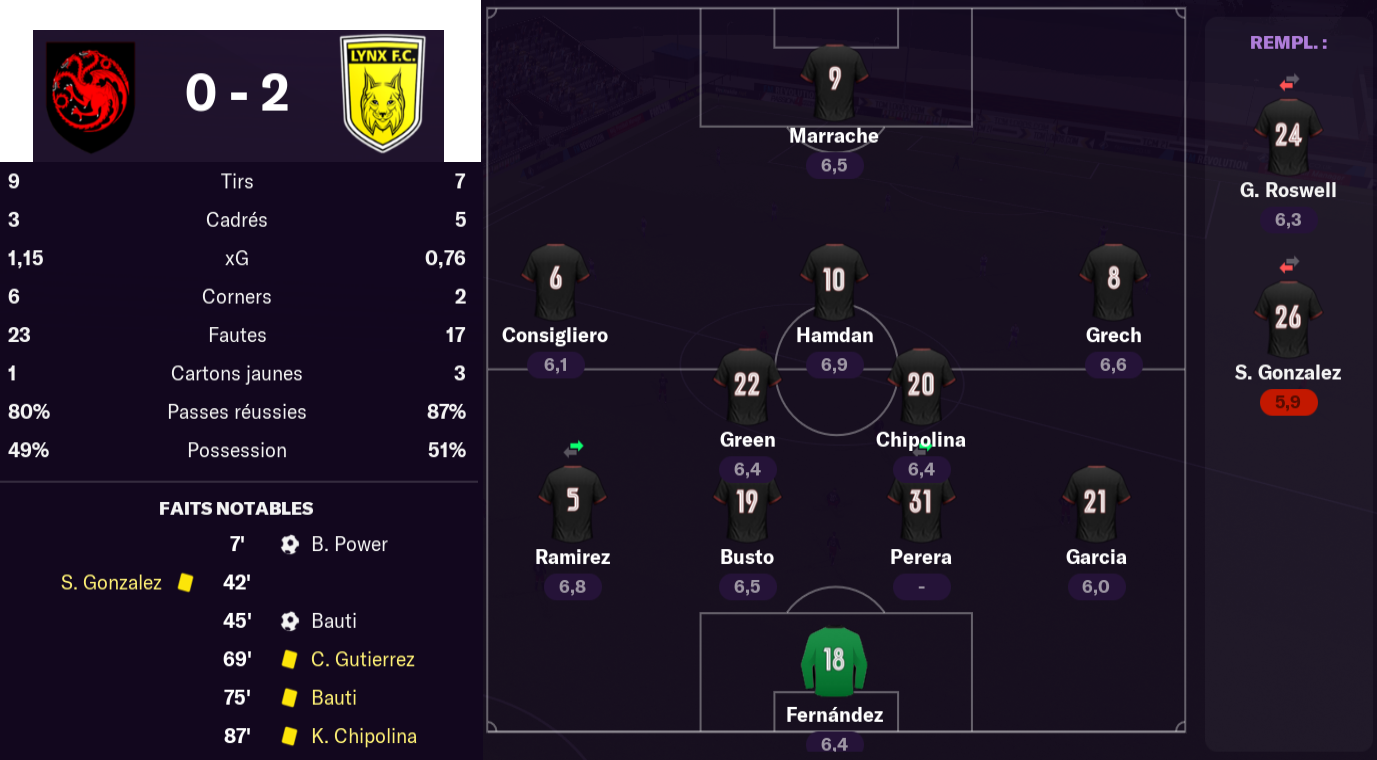 LYNX F.C.
0 - 2
9 Tirs 7
3 Cadrés 5
1,15 xG 0,76
6 Corners 2
23 Fautes 17
1 Cartons jaunes 3
80% Passes réussies 87%
49% Possession 51%
FAITS NOTABLES
7' B. Power
S. Gonzalez 42'
45' Bauti
69' C. Gutierrez
75' Bauti
87' K. Chipolina
9
Marrache
6,5
6 10 8
Consigliero Hamdan Grech
6,1 6,9 6,6
22 20
Green Chipolina
6,4 6,4
5 19 31 21
Ramirez Busto Perera Garcia
6,8 6,5 - 6,0
18
Fernández
6,4
REMPL. :
24
G. Roswell
6,3
26
S. Gonzalez
5,9